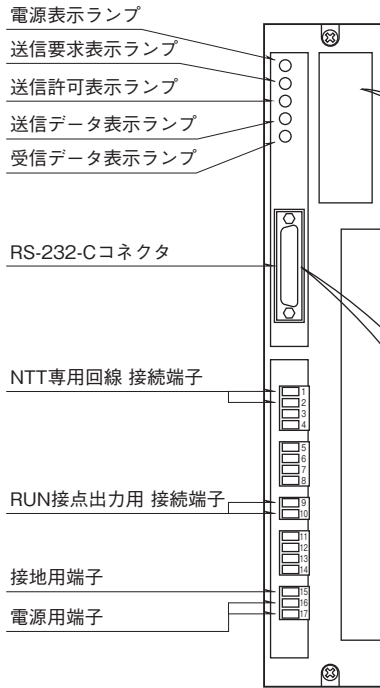 電源表示ランプ
送信要求表示ランプ
送信許可表示ランプ
送信データ表示ランプ
受信データ表示ランプ
RS-232-Cコネクタ
NTT専用回線 接続端子
1
2
3
4
5
6
7
8
RUN接点出力用 接続端子
9
10
11
12
13
14
接地用端子
15
電源用端子
16
17